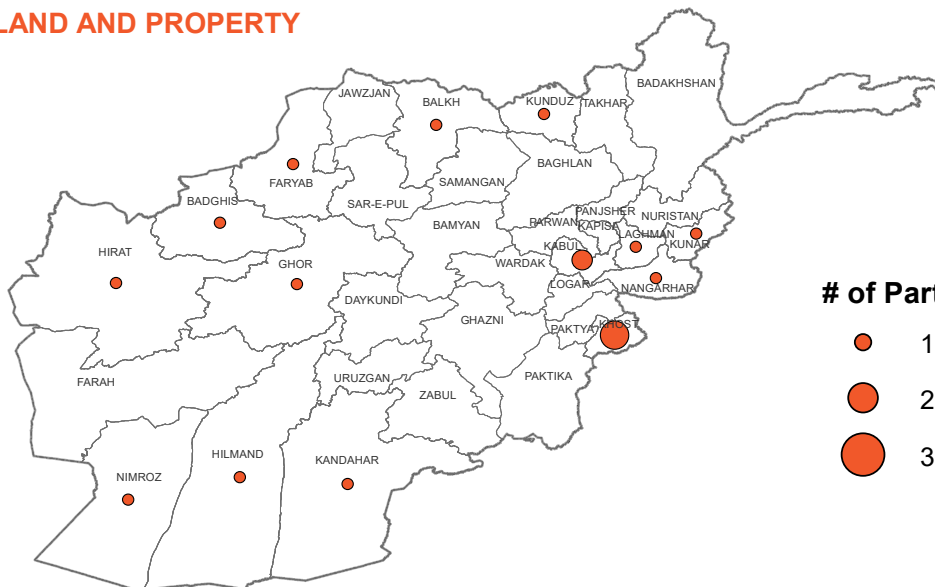 LAND AND PROPERTY
BADAKHSHAN
JAWZJAN
BALKH
KUNDUZ
TAKHAR
BAGHLAN
FARYAB
SAMANGAN
BADGHIS
SAR-E-POL
PANJSHER
NURISTAN
PARWAN
KAPISA
BAMYAN
LAGHMAN
KABUL
KUNAR
HIRAT
WARDAK
GHOR
LOGAR
NANGARHAR
DAYKUNDI
# of Part
GHAZNI
PAKTYA
KHOST
1
FARAH
URUZGAN
PAKTIKA
ZABUL
2
HILMAND
KANDAHAR
3
NIMROZ